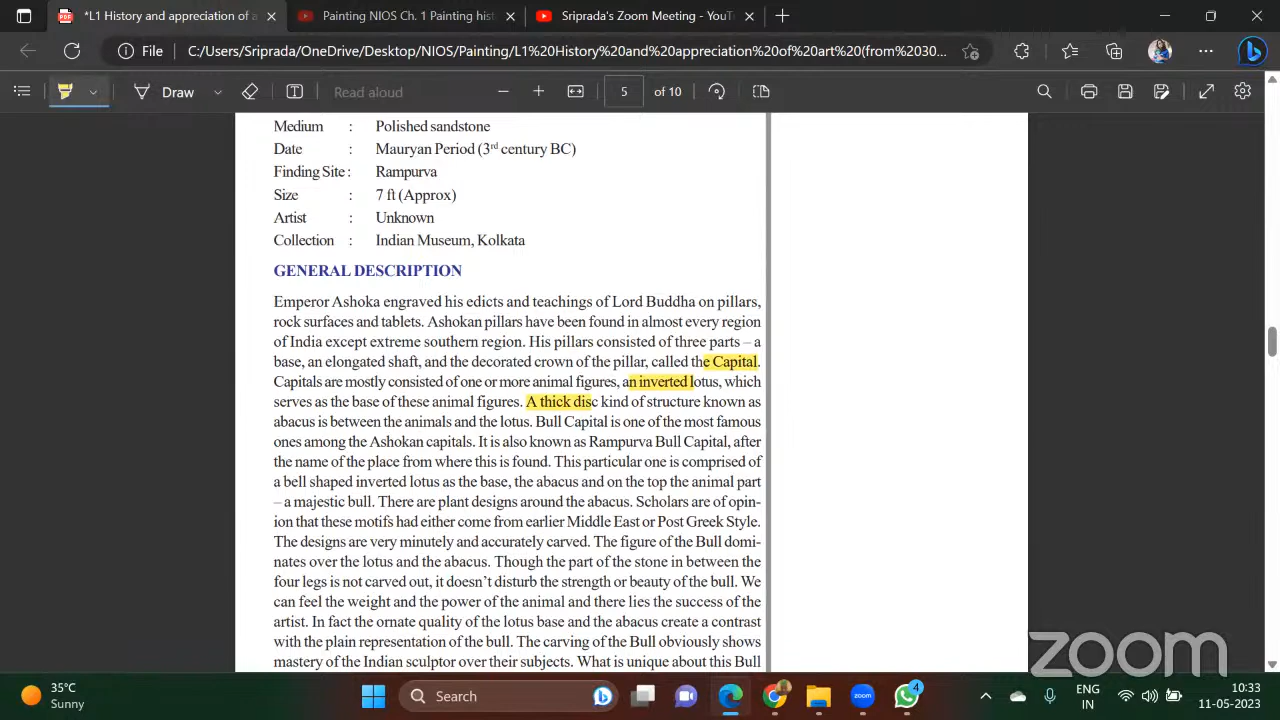 *L1 History and appreciation of a
Painting NIOS Ch. 1 Painting hist
Sriprada's Zoom Meeting - YouT
File
C:/Users/Sriprada/OneDrive/Desktop/NIOS/Painting/L1%20History%20and%20appreciation%20of%20art%20(from%2030...
Draw
Read aloud
5
of 10
Medium : Polished sandstone
Date : Mauryan Period (3rd century BC)
Finding Site : Rampurva
Size : 7 ft (Approx)
Artist : Unknown
Collection : Indian Museum, Kolkata
GENERAL DESCRIPTION
Emperor Ashoka engraved his edicts and teachings of Lord Buddha on pillars,
rock surfaces and tablets. Ashokan pillars have been found in almost every region
of India except extreme southern region. His pillars consisted of three parts – a
base, an elongated shaft, and the decorated crown of the pillar, called the Capital.
Capitals are mostly consisted of one or more animal figures, an inverted lotus, which
serves as the base of these animal figures. A thick disc kind of structure known as
abacus is between the animals and the lotus. Bull Capital is one of the most famous
ones among the Ashokan capitals. It is also known as Rampurva Bull Capital, after
the name of the place from where this is found. This particular one is comprised of
a bell shaped inverted lotus as the base, the abacus and on the top the animal part
– a majestic bull. There are plant designs around the abacus. Scholars are of opin-
ion that these motifs had either come from earlier Middle East or Post Greek Style.
The designs are very minutely and accurately carved. The figure of the Bull domi-
nates over the lotus and the abacus. Though the part of the stone in between the
four legs is not carved out, it doesn't disturb the strength or beauty of the bull. We
can feel the weight and the power of the animal and there lies the success of the
artist. In fact the ornate quality of the lotus base and the abacus create a contrast
with the plain representation of the bull. The carving of the Bull obviously shows
mastery of the Indian sculptor over their subjects. What is unique about this Bull
zoom
35°C
Sunny
Search
zoom
4
ENG
IN
10:33
11-05-2023